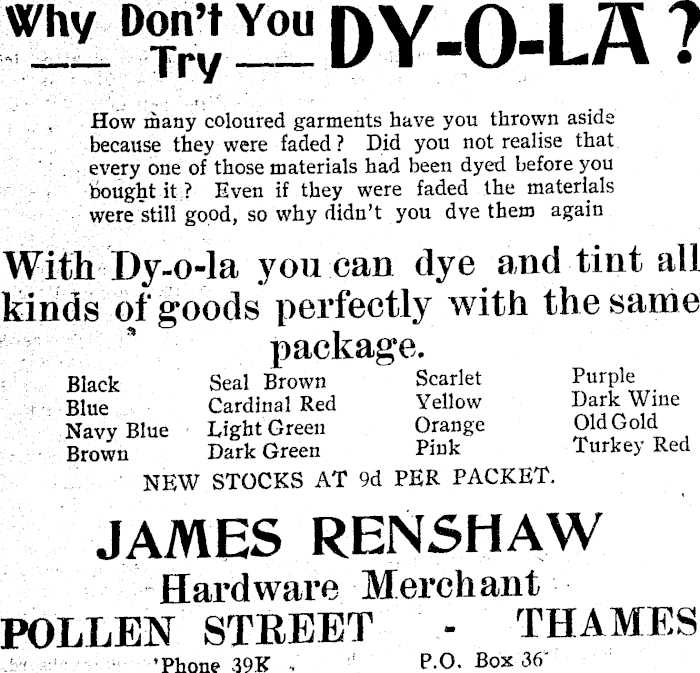 Why Don't You
Try
DY-O-LA?
How many coloured garments have you thrown aside
because they were faded? Did you not realise that
every one of those materials had been dyed before you
bought it? Even if they were faded the materials
were still good, so why didn't you dye them again
With Dy-o-la you can dye and tint all
kinds of goods perfectly with the same
package.
Black Seal Brown Scarlet Purple
Blue Cardinal Red Yellow Dark Wine
Navy Blue Light Green Orange Old Gold
Brown Dark Green Pink Turkey Red
NEW STOCKS AT 9d PER PACKET.
JAMES RENSHAW
Hardware Merchant
POLLEN STREET - THAMES
'Phone 39K P.O. Box 36